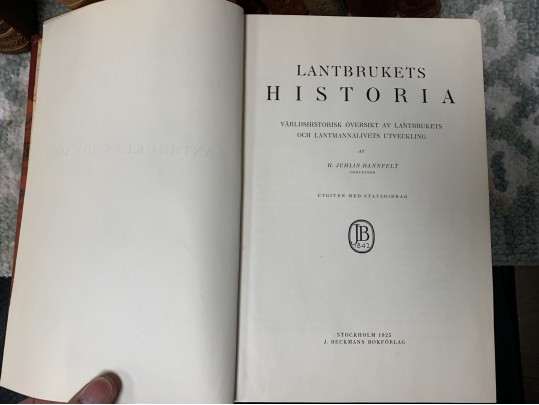 LANTBRUKETS
HISTORIA
VÄRLDSHISTORISK ÖVERSIKT AV LANTBRUKETS
OCH LANTMANNALIVETS UTVECKLING
AV
H. JUHLIN-DANNFELT
UTGIVEN MED STATSBIDRAG
JB
1842
STOCKHOLM 1925
J. BECKMANS BOKFÖRLAG